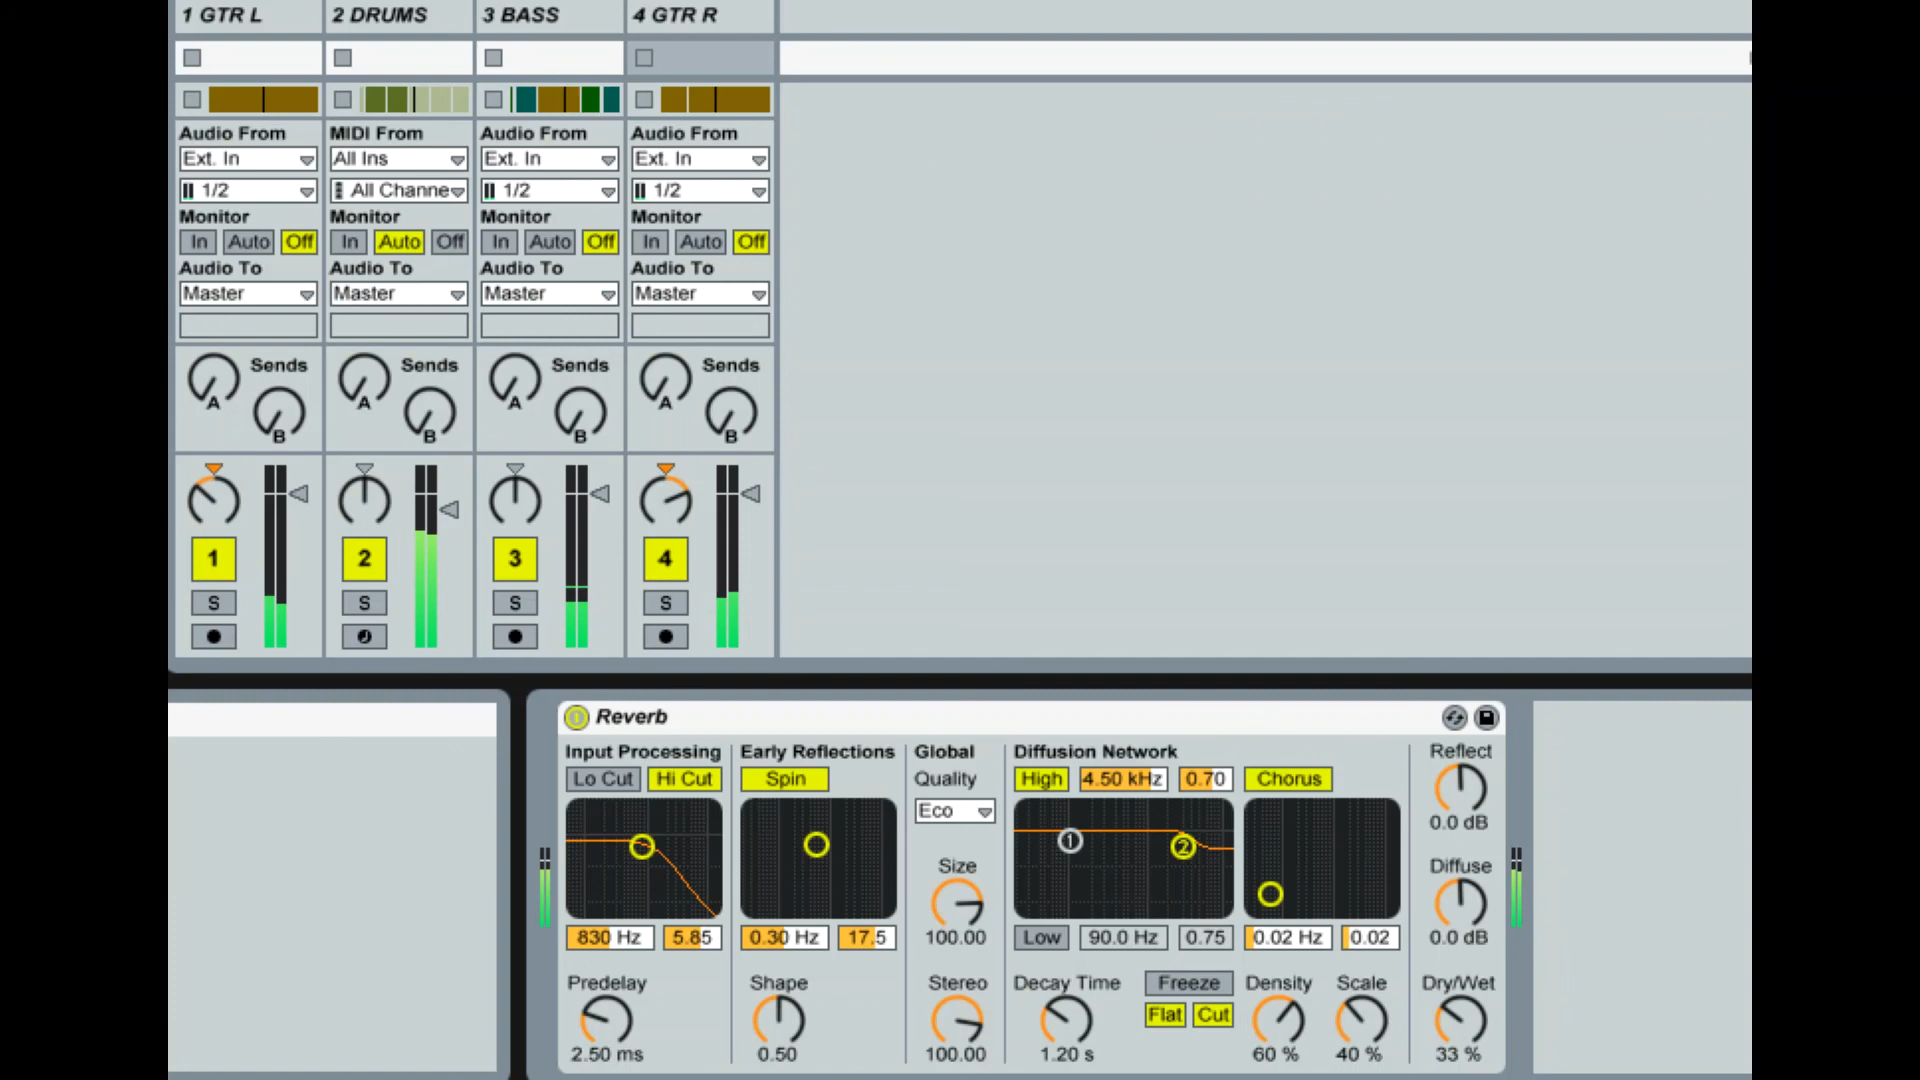 1 GTR L 2 DRUMS 3 BASS 4 GTR R
Audio From MIDI From Audio From Audio From
Ext. In All Ins Ext. In Ext. In
1/2 All Channe 1/2 1/2
Monitor Monitor Monitor Monitor
In Auto Off In Auto Off In Auto Off In Auto Off
Audio To Audio To Audio To Audio To
Master Master Master Master
Sends Sends Sends Sends
A A A A
B B B B
1 2 3 4
S S S S
Reverb
Input Processing Early Reflections Global Diffusion Network Reflect
Lo Cut Hi Cut Spin Quality High 4.50 kHz 0.70 Chorus
Eco 0.0 dB
1 2
Size Diffuse
830 Hz 5.85 0.30 Hz 17.5 100.00 Low 90.0 Hz 0.75 0.02 Hz 0.02 0.0 dB
Predelay Shape Stereo Decay Time Freeze Density Scale Dry/Wet
Flat Cut
2.50 ms 0.50 100.00 1.20 s 60 % 40 % 33 %